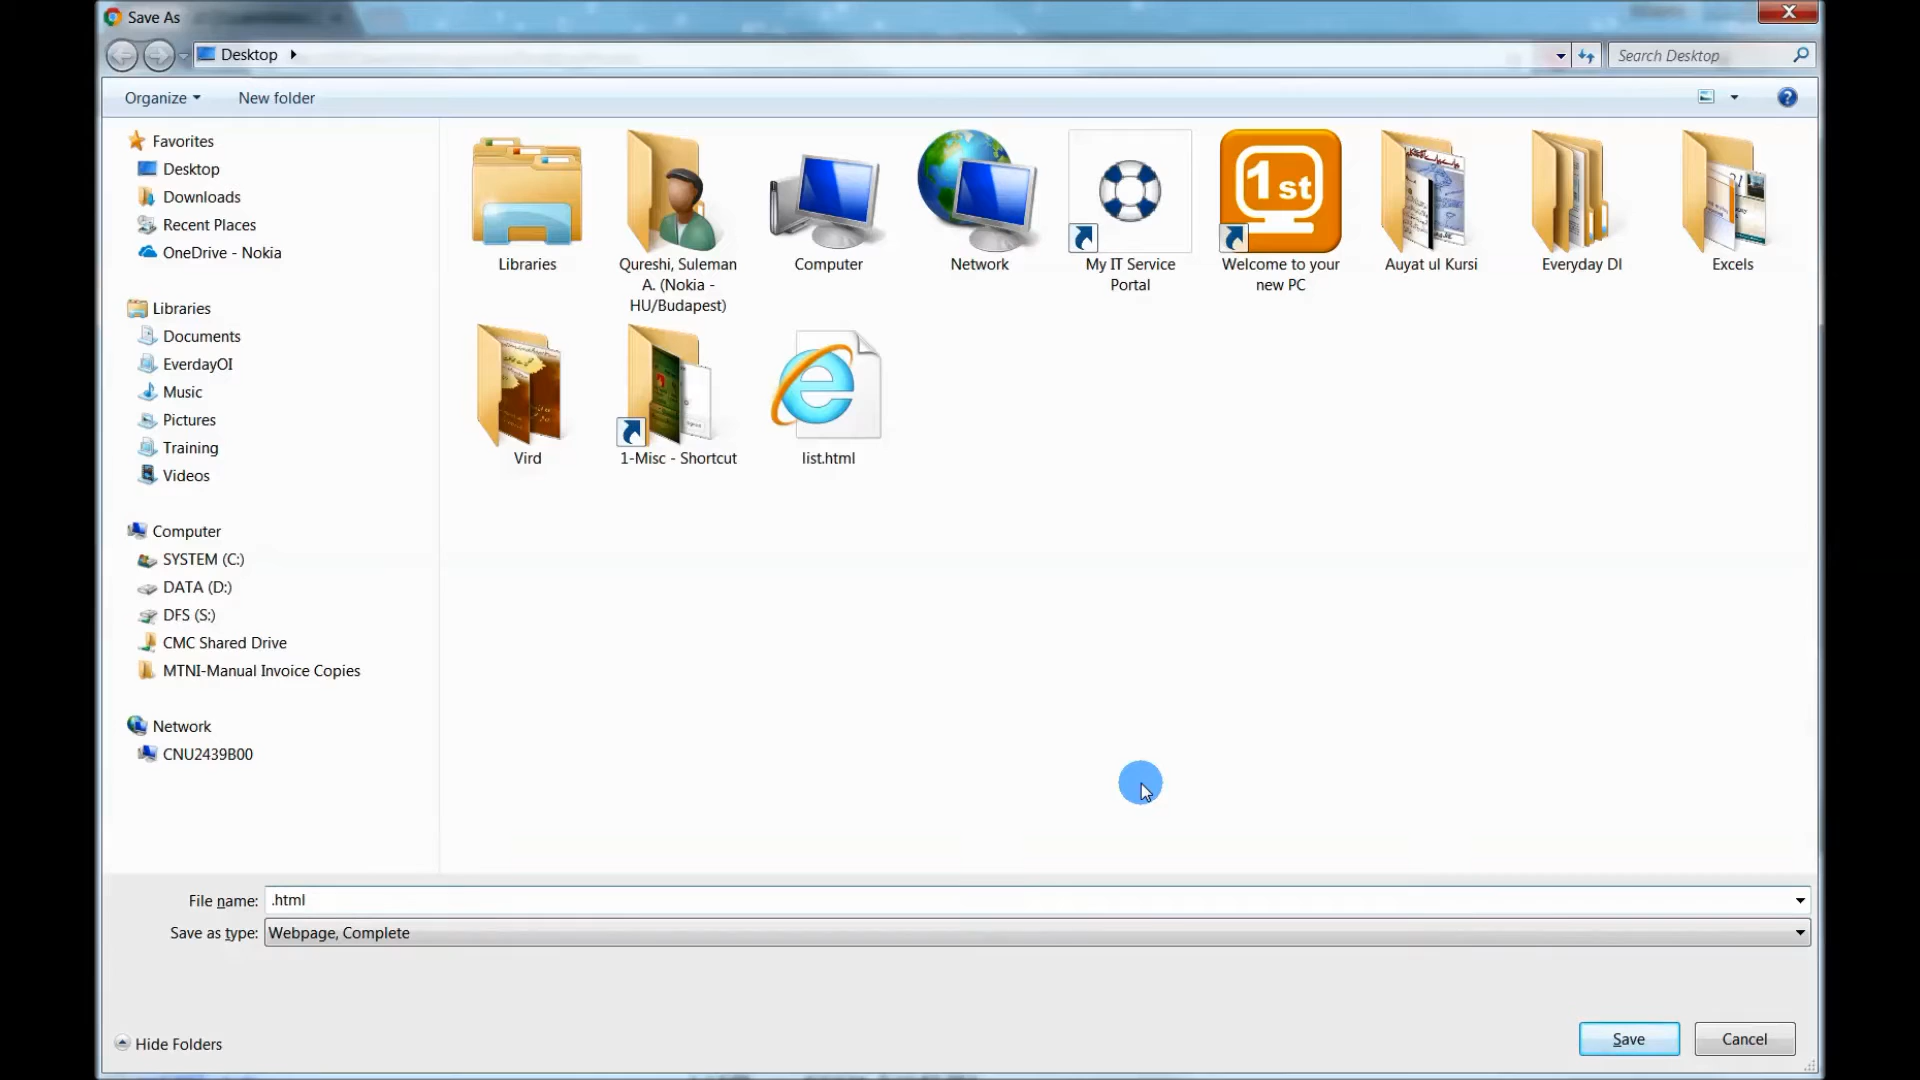 Save As
Desktop
Search Desktop
Organize
New folder
Favorites
Desktop
Downloads
Recent Places
OneDrive - Nokia
Libraries
Documents
EverdayOI
Music
Pictures
Training
Videos
Computer
SYSTEM (C:)
DATA (D:)
DFS (S:)
CMC Shared Drive
MTNI-Manual Invoice Copies
Network
CNU2439B00
1st
Libraries
Qureshi, Suleman
A. (Nokia -
HU/Budapest)
Computer
Network
My IT Service
Portal
Welcome to your
new PC
Auyat ul Kursi
Everyday DI
Excels
Vird
1-Misc - Shortcut
list.html
File name: .html
Save as type: Webpage, Complete
Hide Folders
Save
Cancel